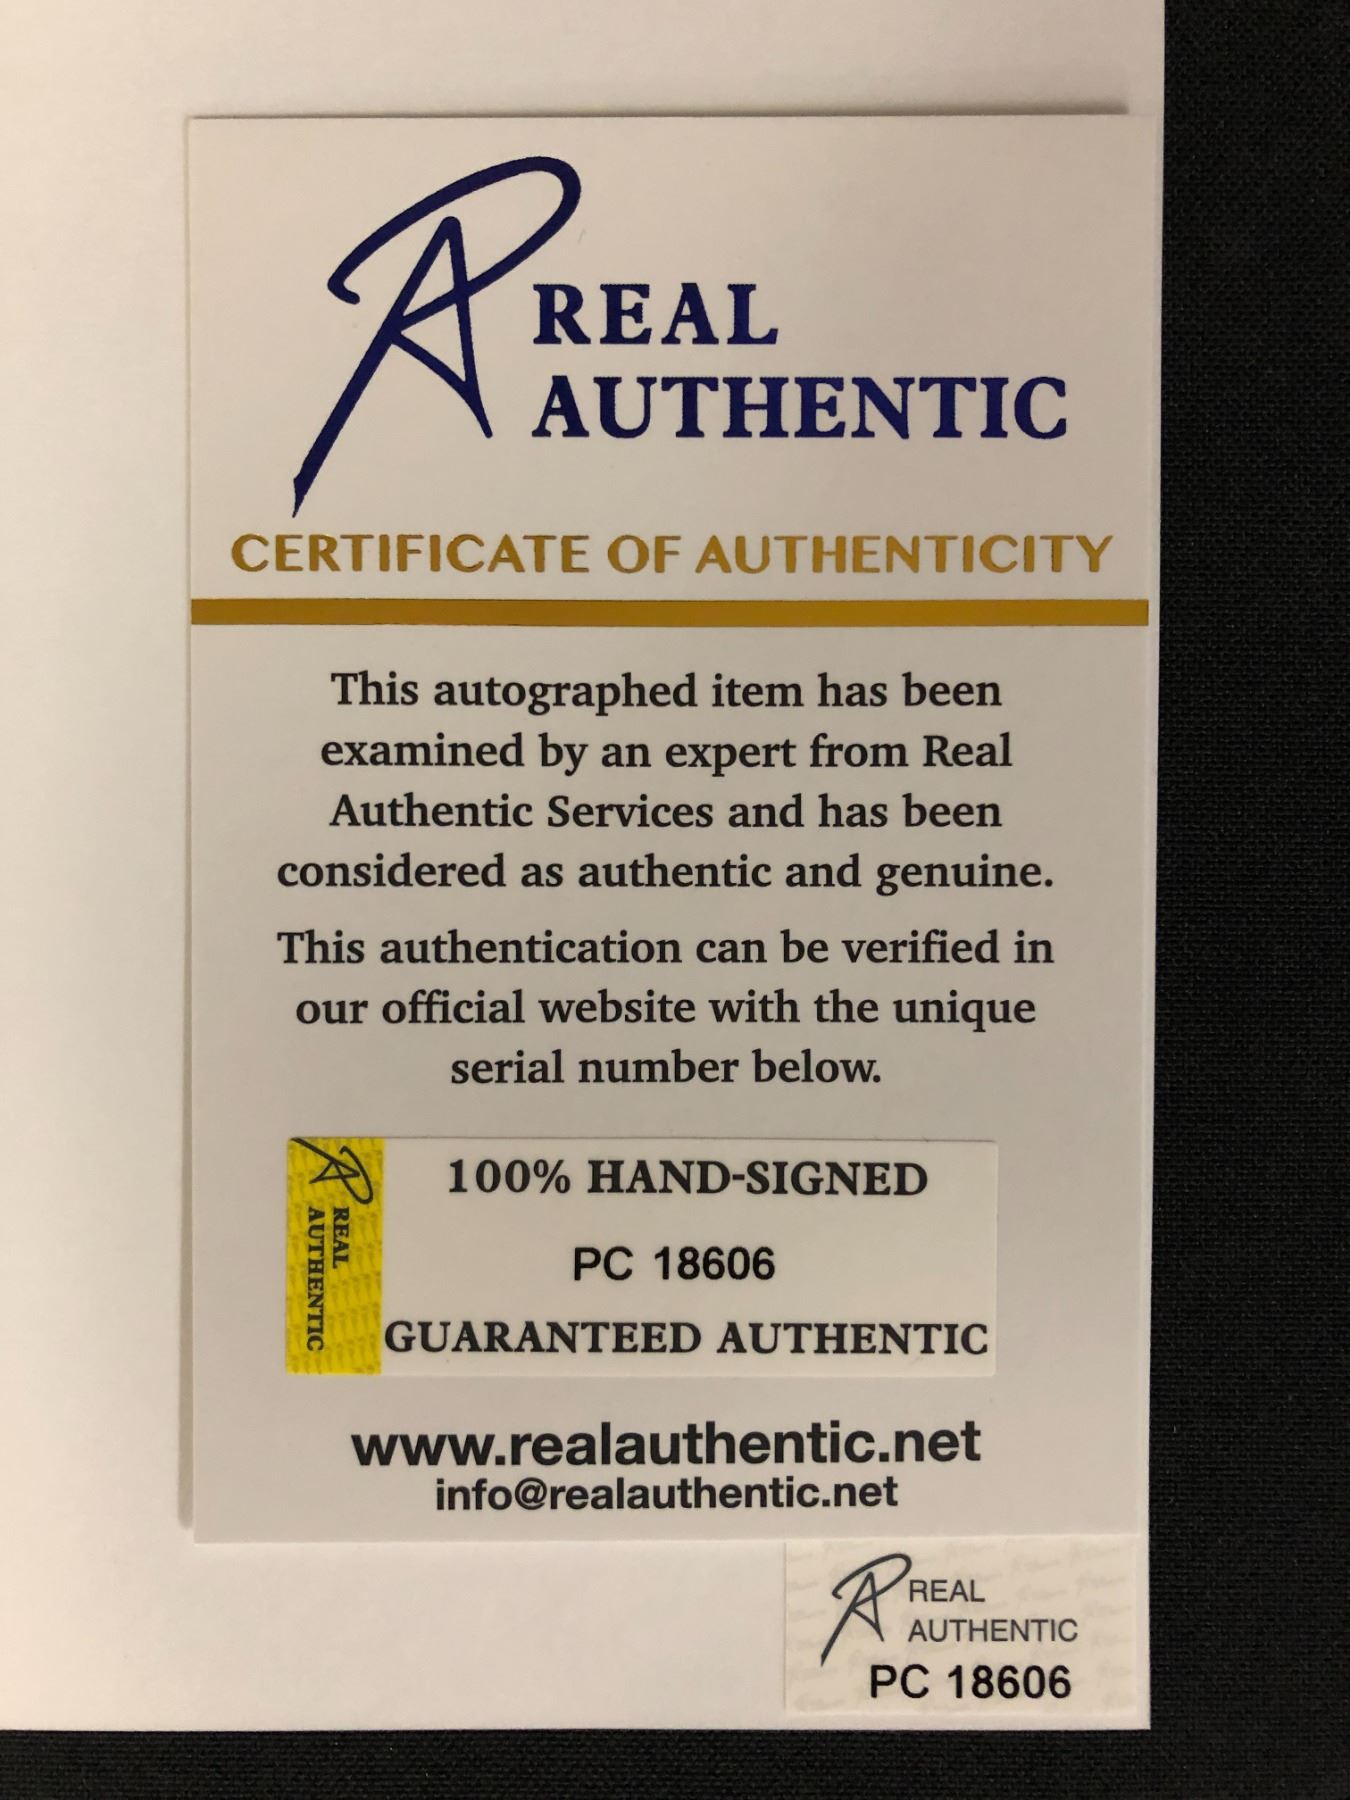 REAL
AUTHENTIC
CERTIFICATE OF AUTHENTICITY
This autographed item has been
examined by an expert from Real
Authentic Services and has been
considered as authentic and genuine.
This authentication can be verified in
our official website with the unique
serial number below.
REAL
AUTHENTIC
100% HAND-SIGNED
PC 18606
GUARANTEED AUTHENTIC
www.realauthentic.net
info@realauthentic.net
REAL
AUTHENTIC
PC 18606